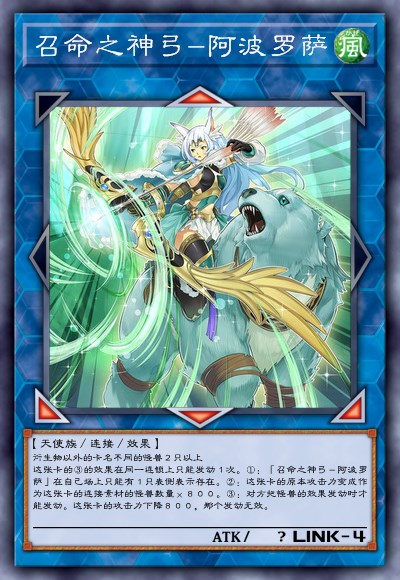 召命之神弓-阿波罗萨
風
【天使族/连接/效果】
衍生物以外的卡名不同的怪兽2只以上
这张卡的③的效果在同一连锁上只能发动1次。①:「召命之神弓-阿波罗
萨」在自己场上只能有1只表侧表示存在。②:这张卡的原本攻击力变成作
为这张卡的连接素材的怪兽数量×800。③:对方把怪兽的效果发动时才
能发动。这张卡的攻击力下降800,那个发动无效。
ATK/ ? LINK-4